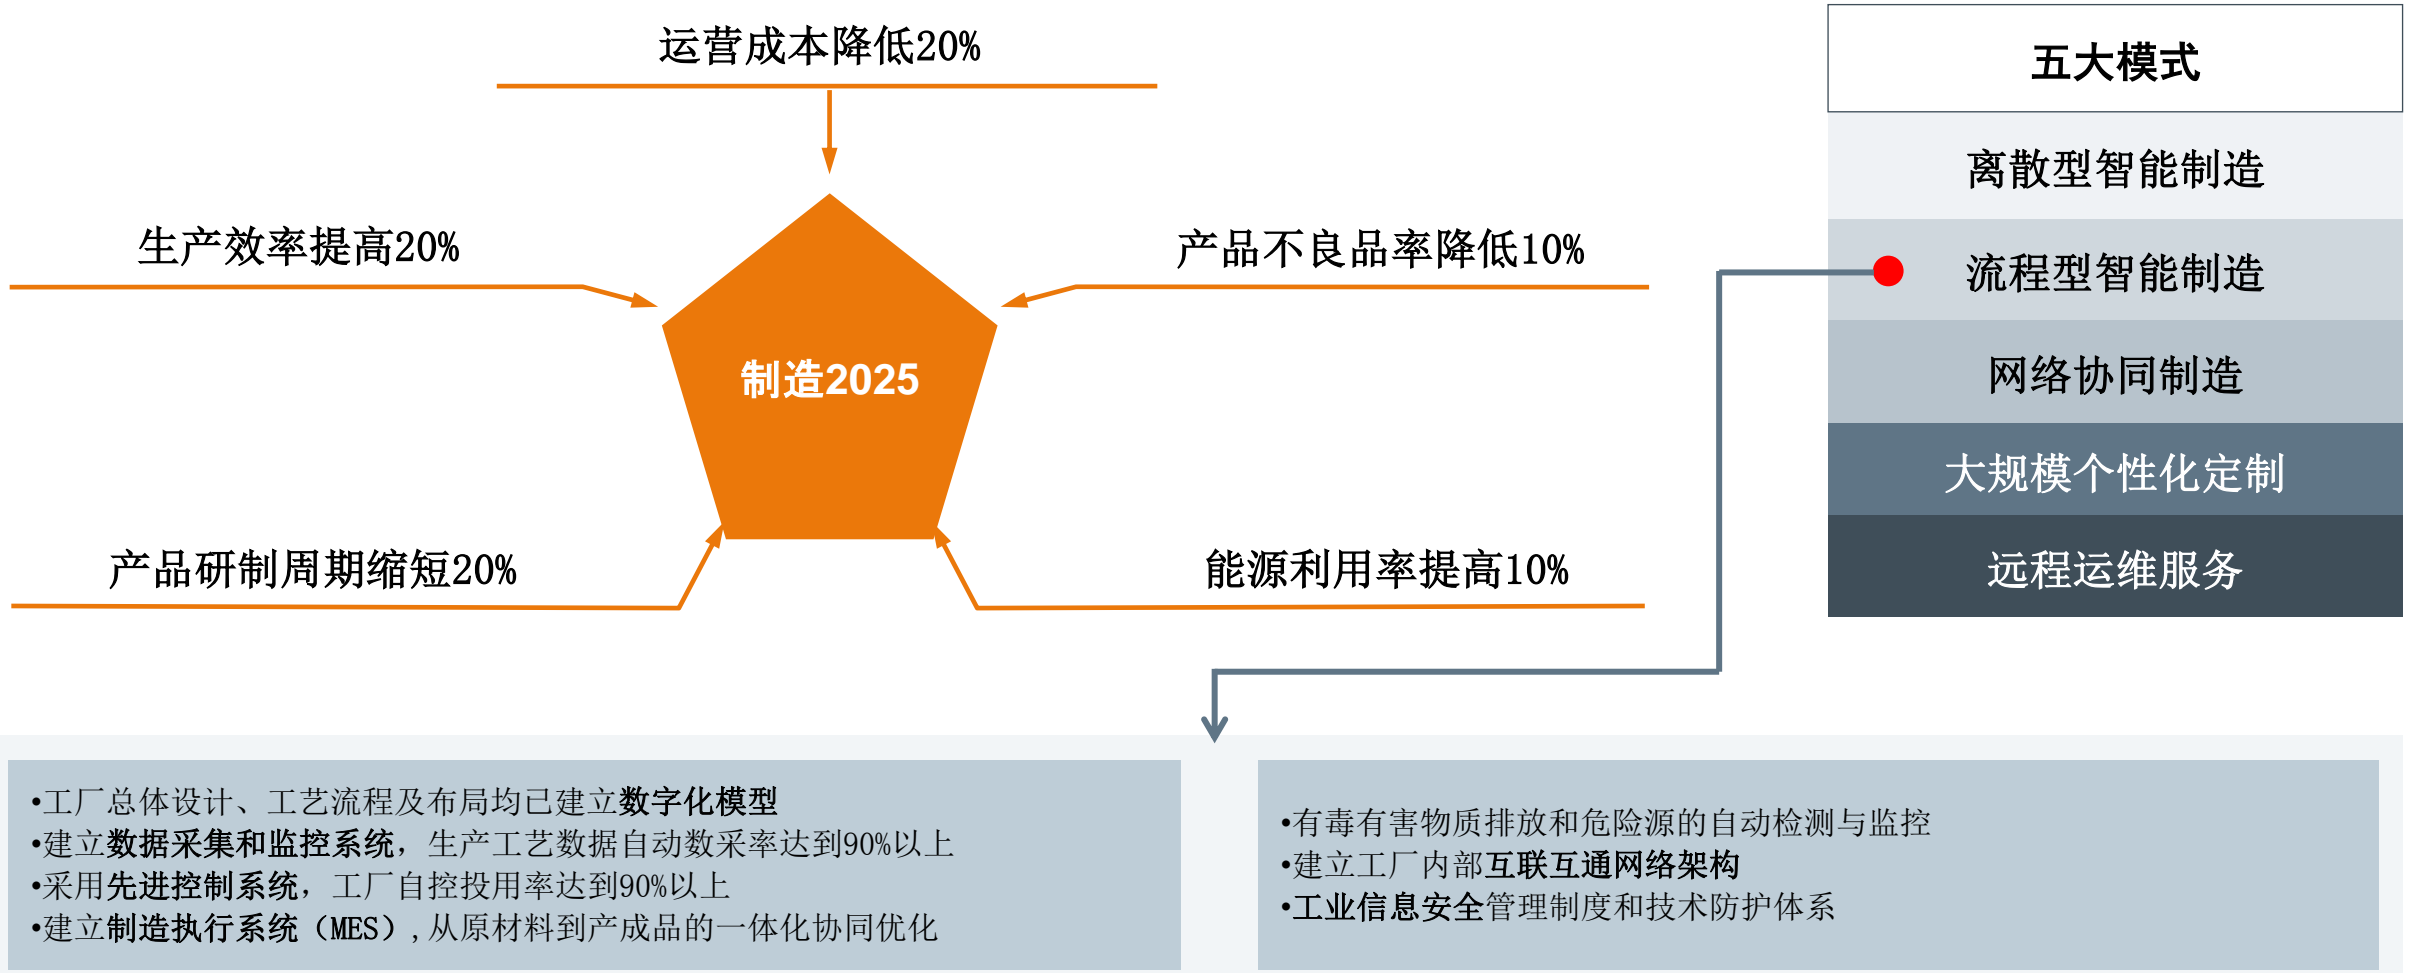 运营成本降低20%
生产效率提高20%
产品不良品率降低10%
制造2025
产品研制周期缩短20%
能源利用率提高10%
五大模式
离散型智能制造
流程型智能制造
网络协同制造
大规模个性化定制
远程运维服务
•工厂总体设计、工艺流程及布局均已建立数字化模型
•建立数据采集和监控系统，生产工艺数据自动数采率达到90%以上
•采用先进控制系统，工厂自控投用率达到90%以上
•建立制造执行系统（MES）,从原材料到产成品的一体化协同优化
•有毒有害物质排放和危险源的自动检测与监控
•建立工厂内部互联互通网络架构
•工业信息安全管理制度和技术防护体系